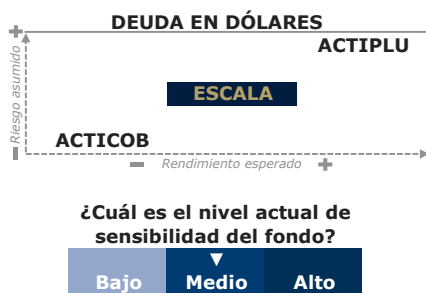 DEUDA EN DÓLARES
ACTIPLU
Riesgo asumido
ESCALA
ACTICOB
Rendimiento esperado
¿Cuál es el nivel actual de
sensibilidad del fondo?
Bajo Medio Alto